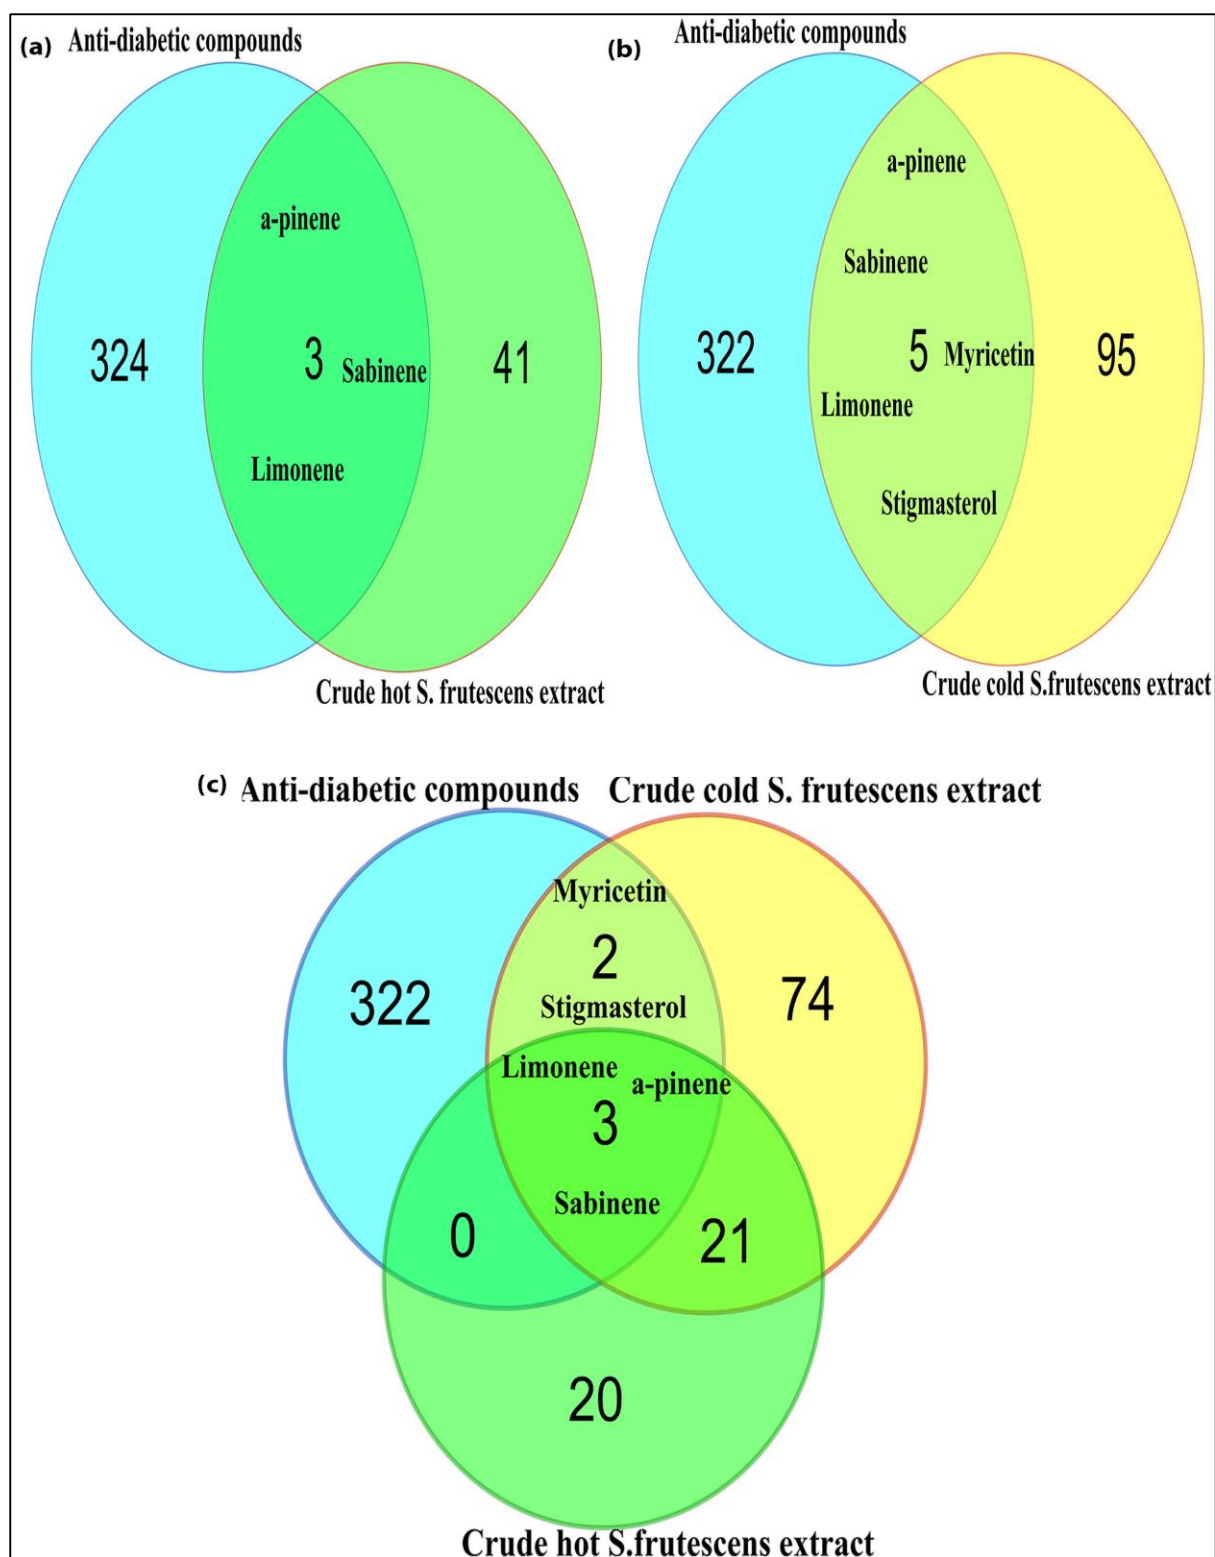 (a) Anti-diabetic compounds
a-pinene
324
3
Sabinene
41
Limonene
Crude hot S. frutescens extract
(b)
Anti-diabetic compounds
a-pinene
Sabinene
322
5
Myricetin
95
Limonene
Stigmasterol
Crude cold S.frutescens extract
(c) Anti-diabetic compounds
Crude cold S. frutescens extract
Myricetin
2
322
74
Stigmasterol
Limonene
a-pinene
3
Sabinene
0
21
20
Crude hot S.frutescens extract